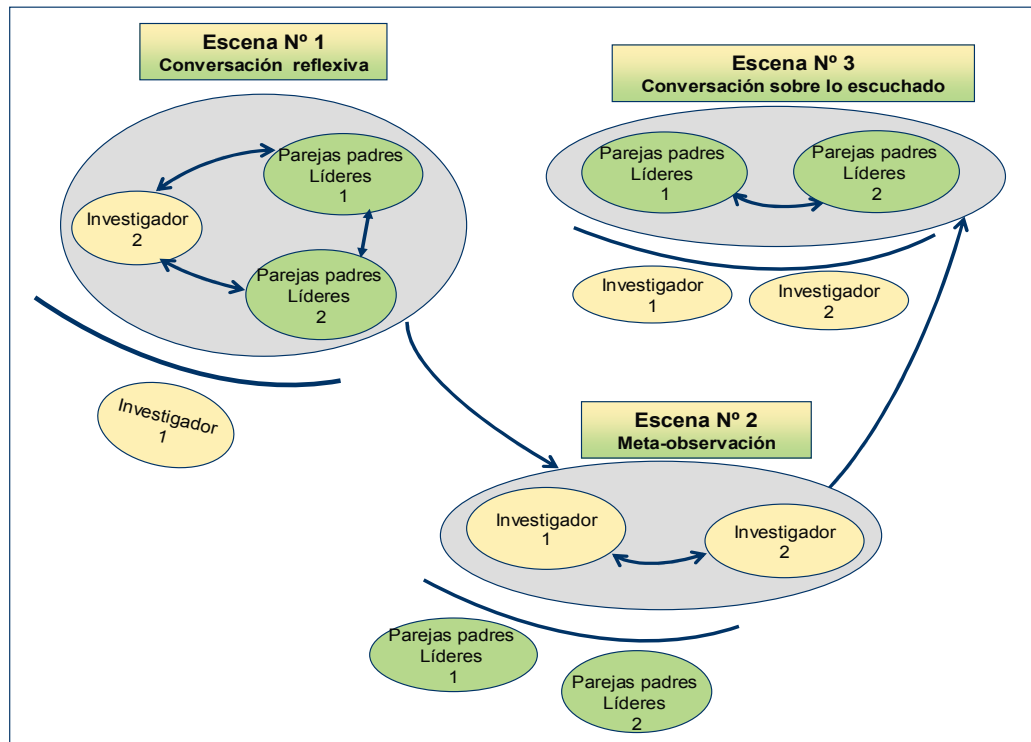 Escena Nº 1
Conversación reflexiva
Parejas padres
Líderes
1
Investigador
2
Parejas padres
Líderes
2
Investigador
1
Escena Nº 3
Conversación sobre lo escuchado
Parejas padres
Líderes
1
Parejas padres
Líderes
2
Investigador
1
Investigador
2
Escena Nº 2
Meta-observación
Investigador
1
Investigador
2
Parejas padres
Líderes
1
Parejas padres
Líderes
2